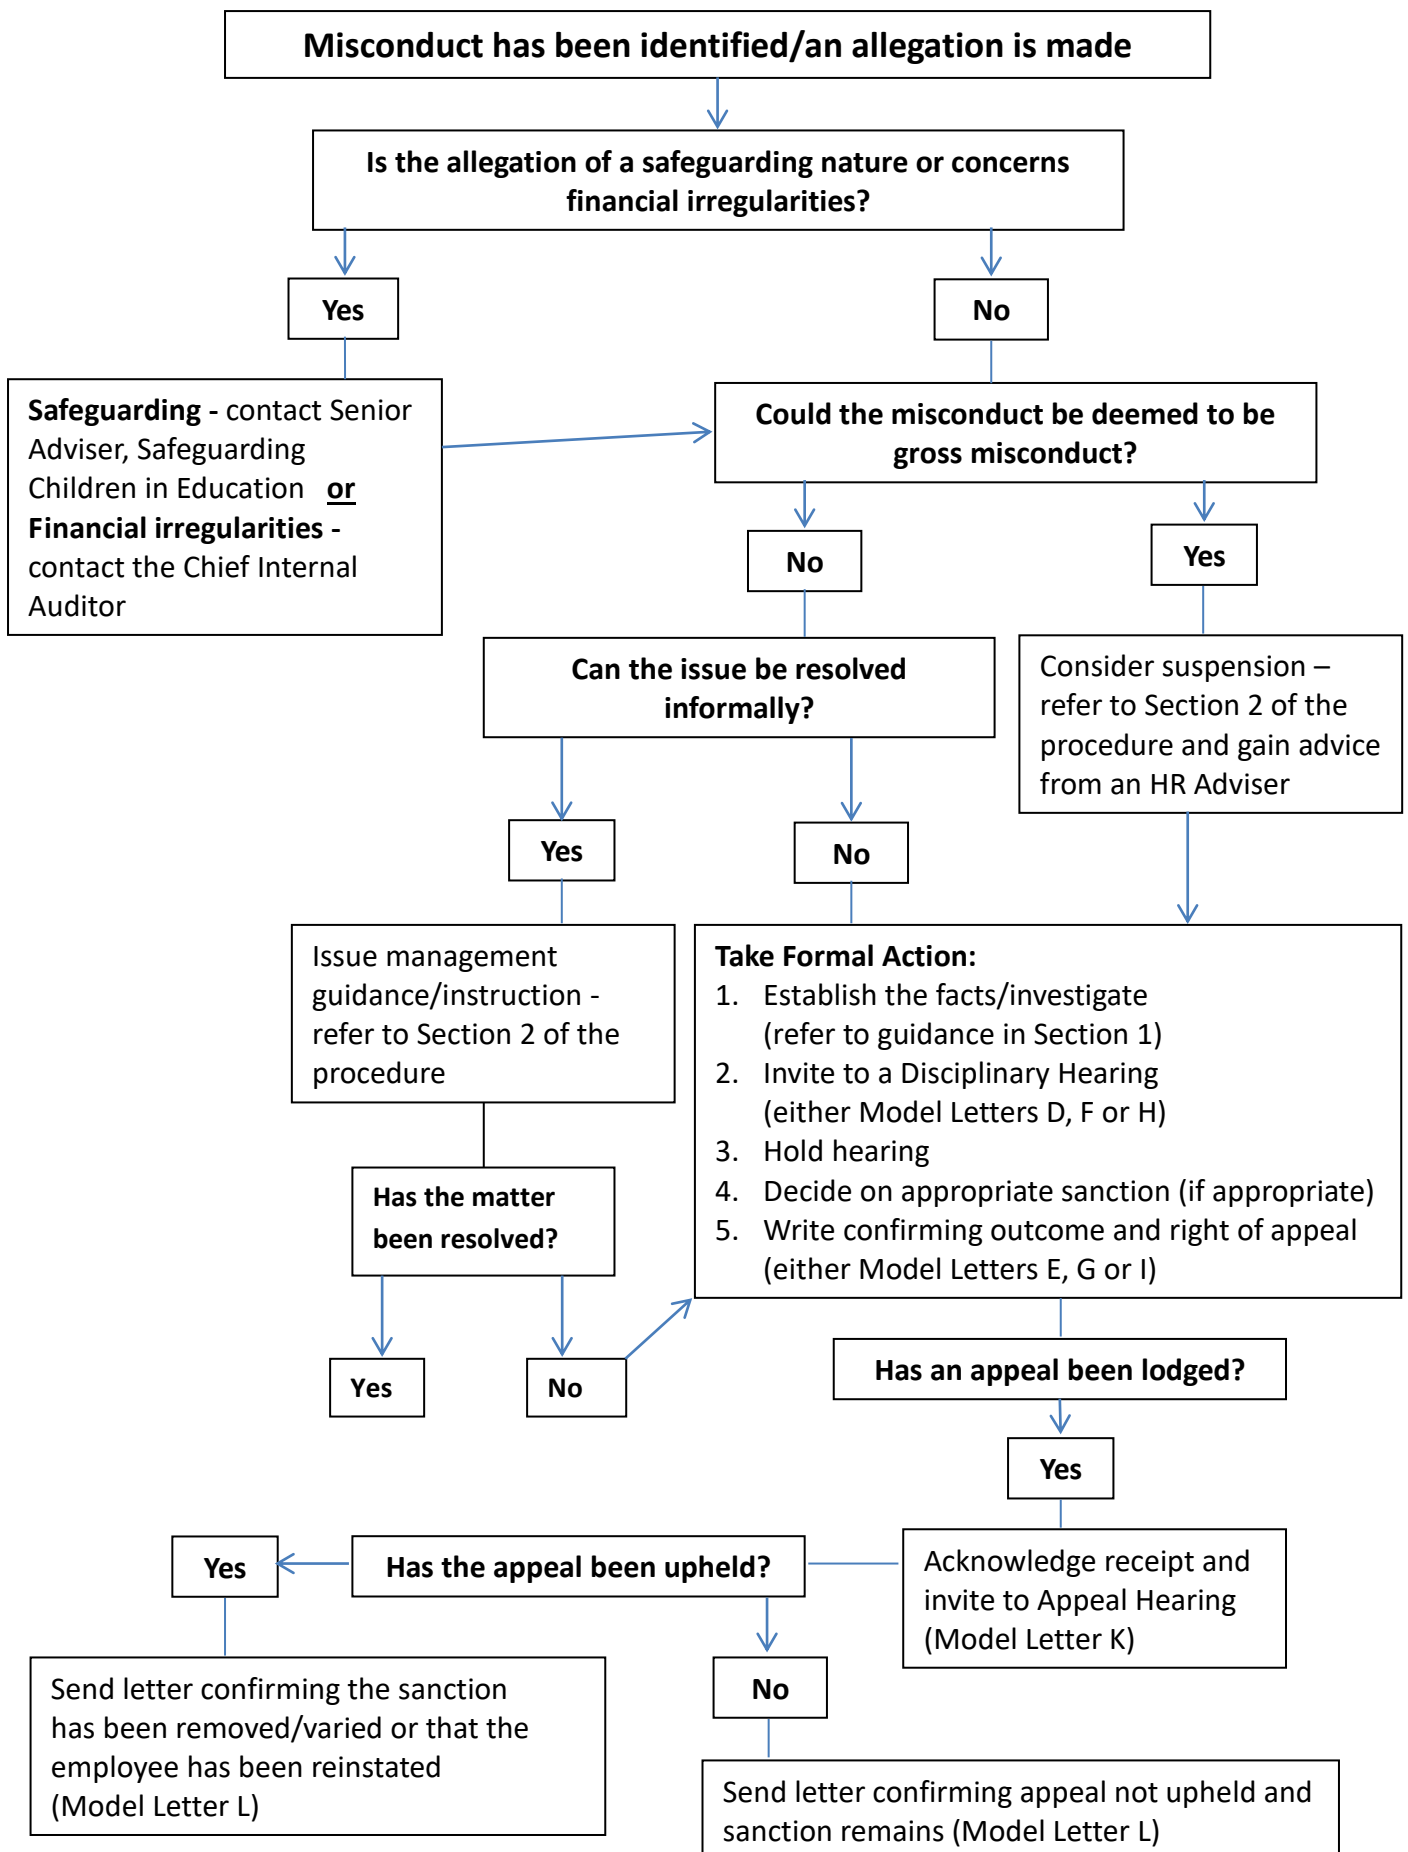 Misconduct has been identified/an allegation is made
Is the allegation of a safeguarding nature or concerns
financial irregularities?
Yes
No
Safeguarding - contact Senior
Adviser, Safeguarding
Children in Education or
Financial irregularities -
contact the Chief Internal
Auditor
Could the misconduct be deemed to be
gross misconduct?
No
Yes
Can the issue be resolved
informally?
Consider suspension –
refer to Section 2 of the
procedure and gain advice
from an HR Adviser
Yes
No
Issue management
guidance/instruction -
refer to Section 2 of the
procedure
Take Formal Action:
1. Establish the facts/investigate
(refer to guidance in Section 1)
2. Invite to a Disciplinary Hearing
(either Model Letters D, F or H)
3. Hold hearing
4. Decide on appropriate sanction (if appropriate)
5. Write confirming outcome and right of appeal
(either Model Letters E, G or I)
Has the matter
been resolved?
Yes
No
Has an appeal been lodged?
Yes
Acknowledge receipt and
invite to Appeal Hearing
(Model Letter K)
Has the appeal been upheld?
Yes
No
Send letter confirming the sanction
has been removed/varied or that the
employee has been reinstated
(Model Letter L)
Send letter confirming appeal not upheld and
sanction remains (Model Letter L)